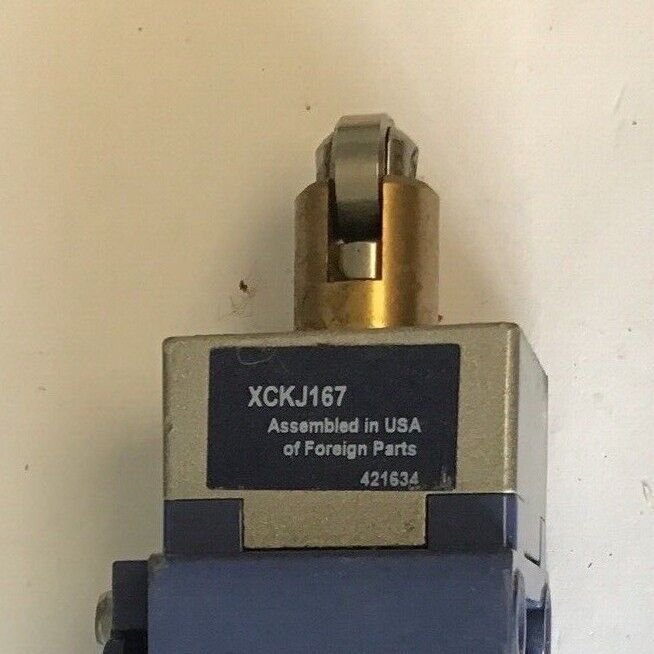 XCKJ167
Assembled in USA
of Foreign Parts
421634